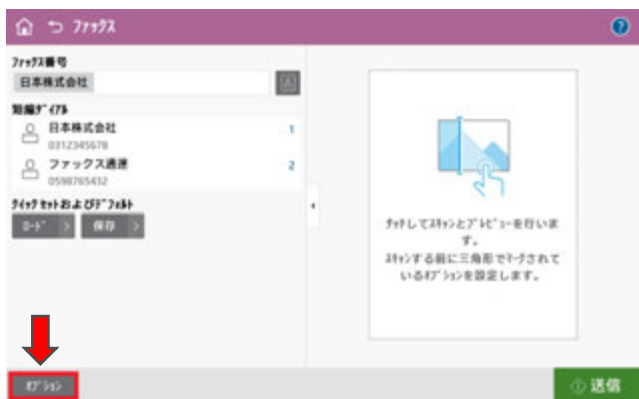 ﾌｧｯｸｽ
ﾌｧｯｸｽ番号
日本株式会社
短縮ﾀﾞｲｱﾙ
日本株式会社
1
0312345678
ファックス通達
2
0598765432
ｸｲｯｸ ｾｯﾄおよびﾃﾞﾌｫﾙﾄ
ﾛｰﾄﾞ
保存
ﾀｯﾁしてｽｷｬﾝとﾌﾟﾚﾋﾞｭｰを行いま
す。
ｽｷｬﾝする前に三角形でﾏｰｸされて
いるｵﾌﾟｼｮﾝを設定します。
ｵﾌﾟｼｮﾝ
送信